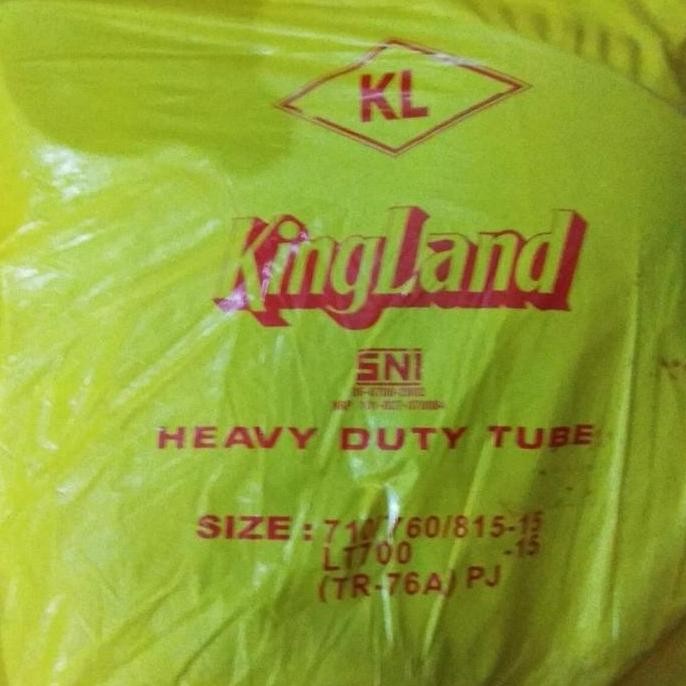 KL
KingLand
SNI
HEAVY DUTY TUBE
SIZE : 710/760/815-15
LT700 -15
(TR-76A) PJ